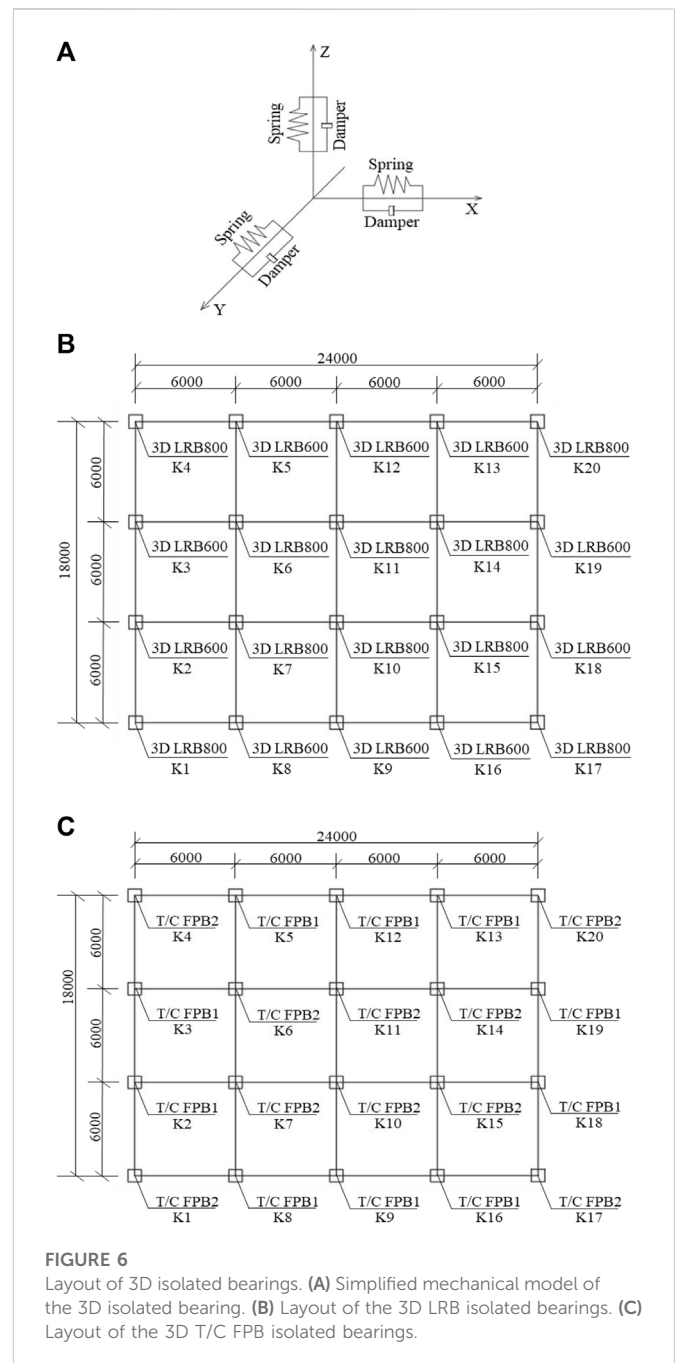 A
Z
Spring
Damper
Spring
Damper
X
Spring
Damper
Y
B
24000
6000 6000 6000 6000
18000
6000
6000
6000
3D LRB800 3D LRB600 3D LRB600 3D LRB600 3D LRB800
K4 K5 K12 K13 K20
3D LRB600 3D LRB800 3D LRB800 3D LRB800 3D LRB600
K3 K6 K11 K14 K19
3D LRB600 3D LRB800 3D LRB800 3D LRB800 3D LRB600
K2 K7 K10 K15 K18
3D LRB800 3D LRB600 3D LRB600 3D LRB600 3D LRB800
K1 K8 K9 K16 K17
C
24000
6000 6000 6000 6000
18000
6000
6000
6000
T/C FPB2 T/C FPB1 T/C FPB1 T/C FPB1 T/C FPB2
K4 K5 K12 K13 K20
T/C FPB1 T/C FPB2 T/C FPB2 T/C FPB2 T/C FPB1
K3 K6 K11 K14 K19
T/C FPB1 T/C FPB2 T/C FPB2 T/C FPB2 T/C FPB1
K2 K7 K10 K15 K18
T/C FPB2 T/C FPB1 T/C FPB1 T/C FPB1 T/C FPB2
K1 K8 K9 K16 K17
FIGURE 6
Layout of 3D isolated bearings. (A) Simplified mechanical model of
the 3D isolated bearing. (B) Layout of the 3D LRB isolated bearings. (C)
Layout of the 3D T/C FPB isolated bearings.